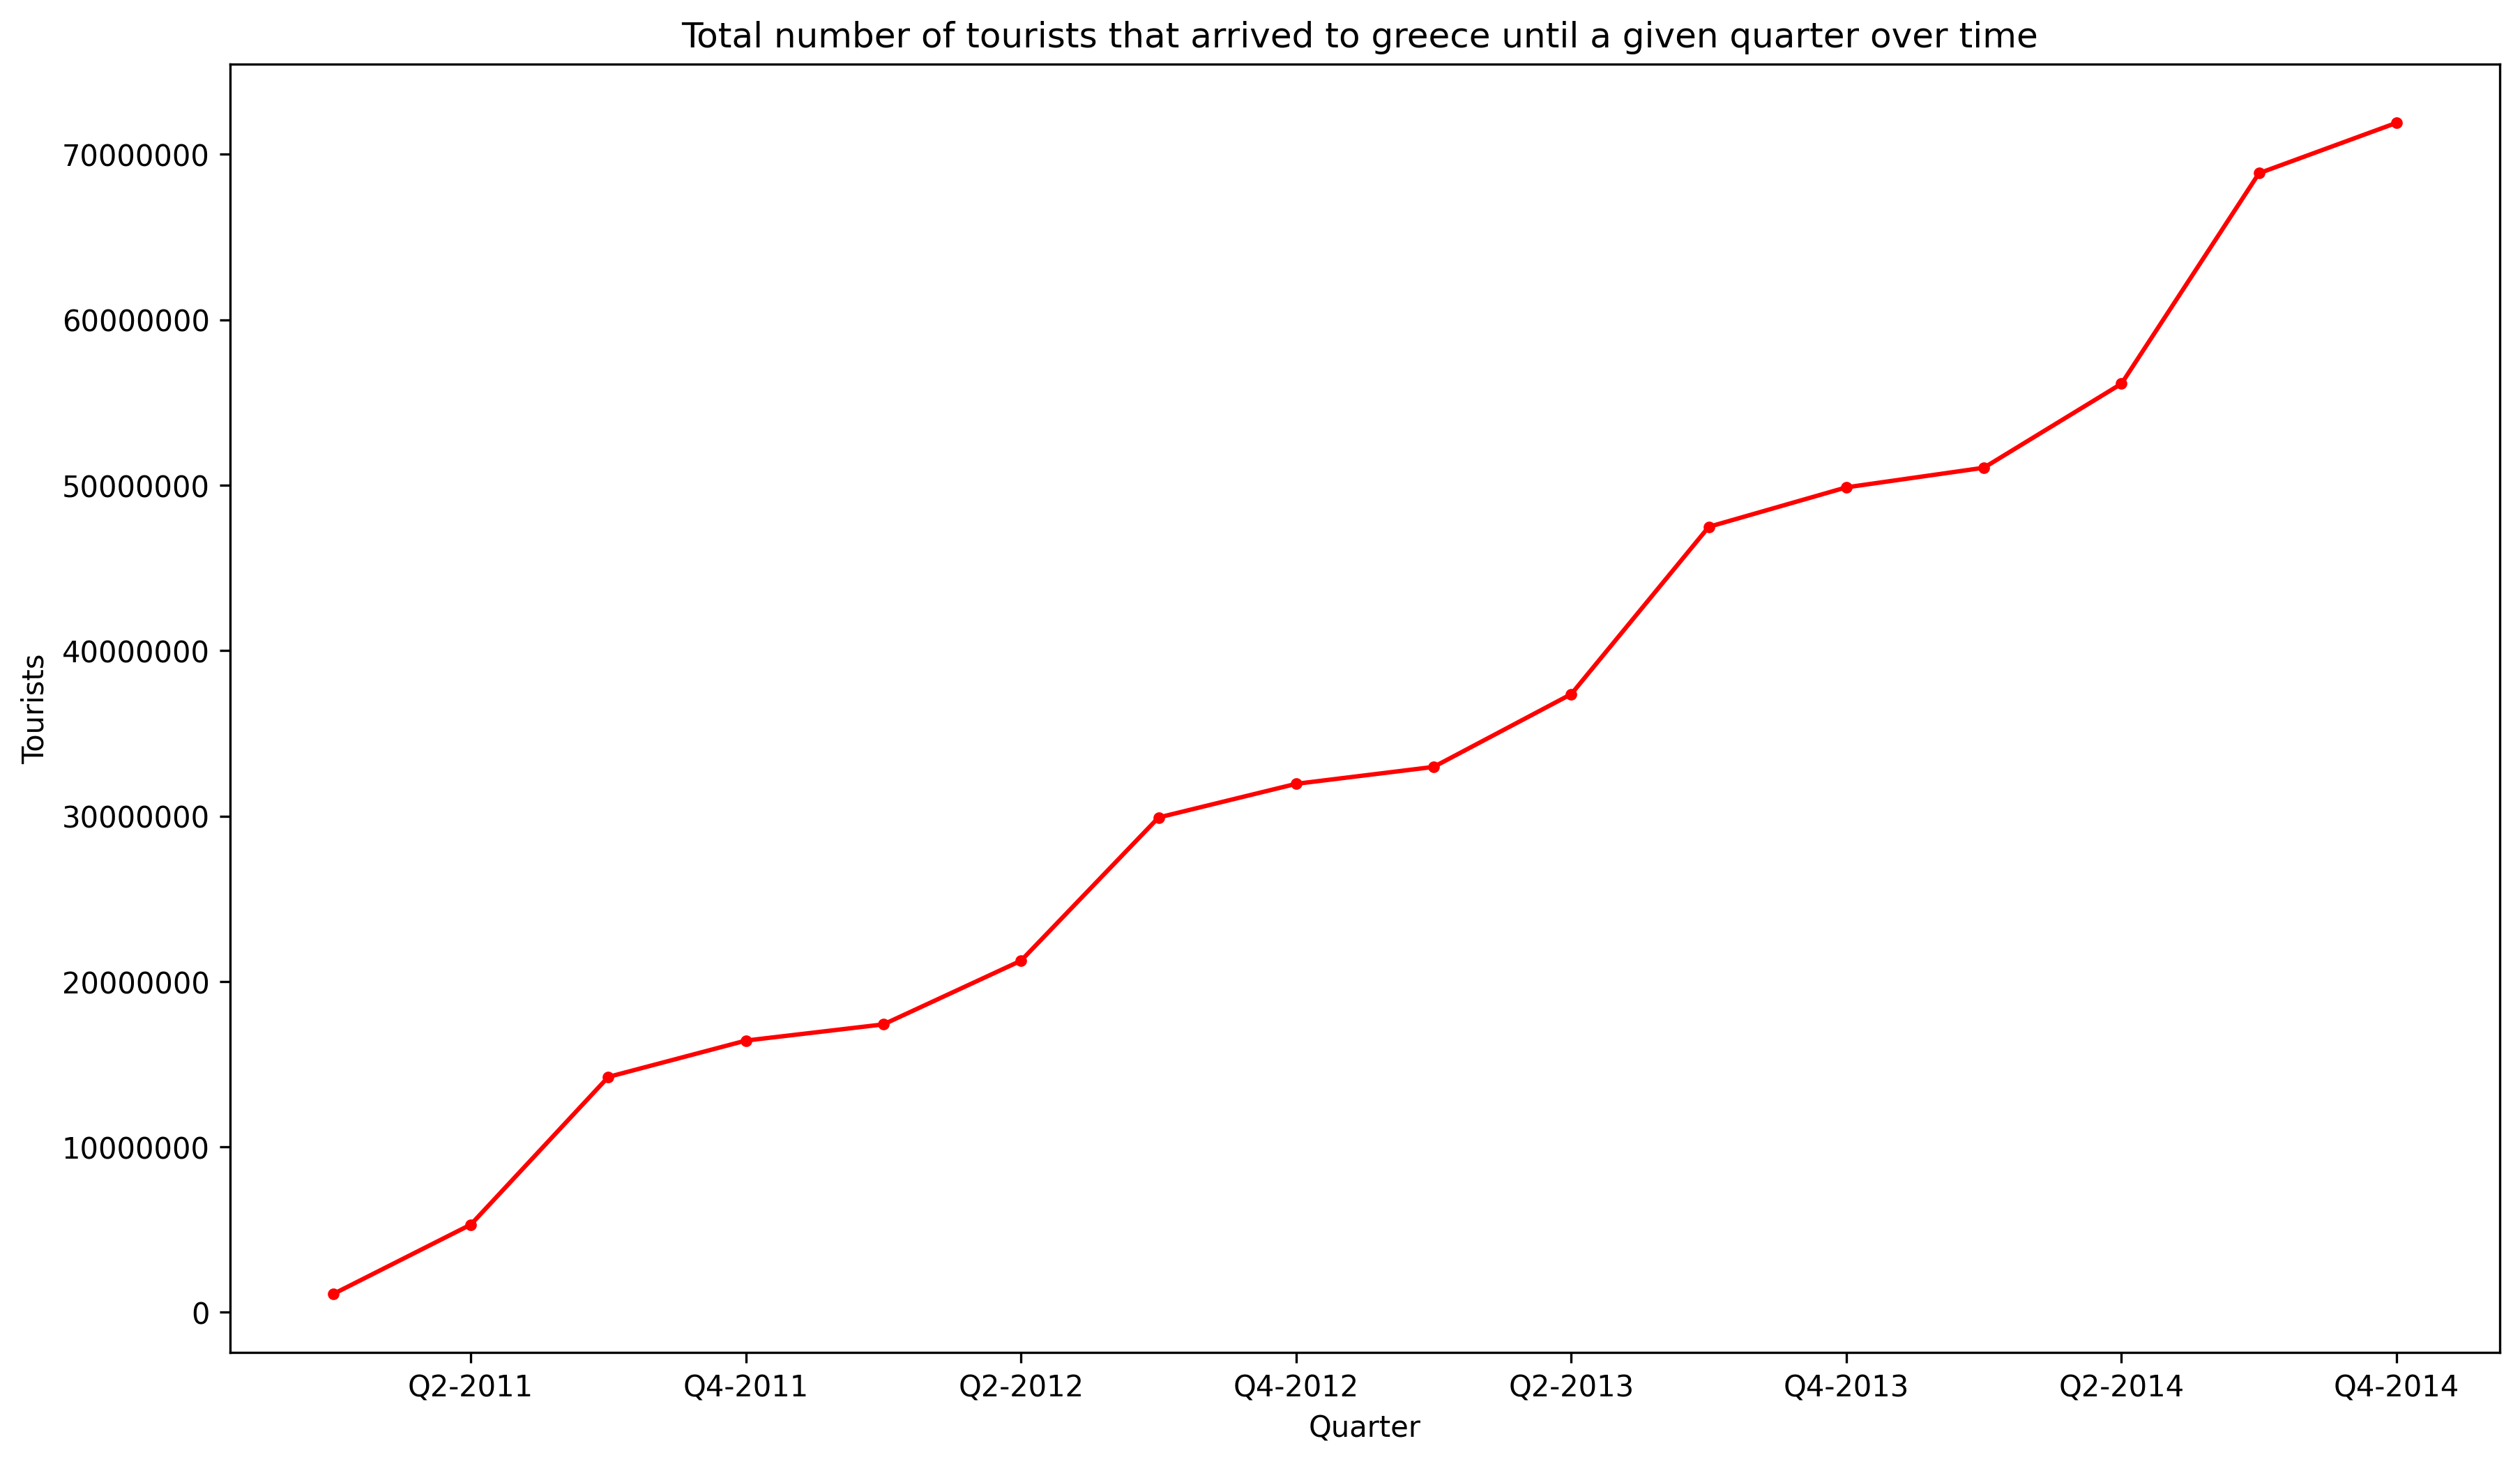 Total number of tourists that arrived to greece until a given quarter over time
Tourists
70000000
60000000
50000000
40000000
30000000
20000000
10000000
0
Q2-2011 Q4-2011 Q2-2012 Q4-2012 Q2-2013 Q4-2013 Q2-2014 Q4-2014
Quarter